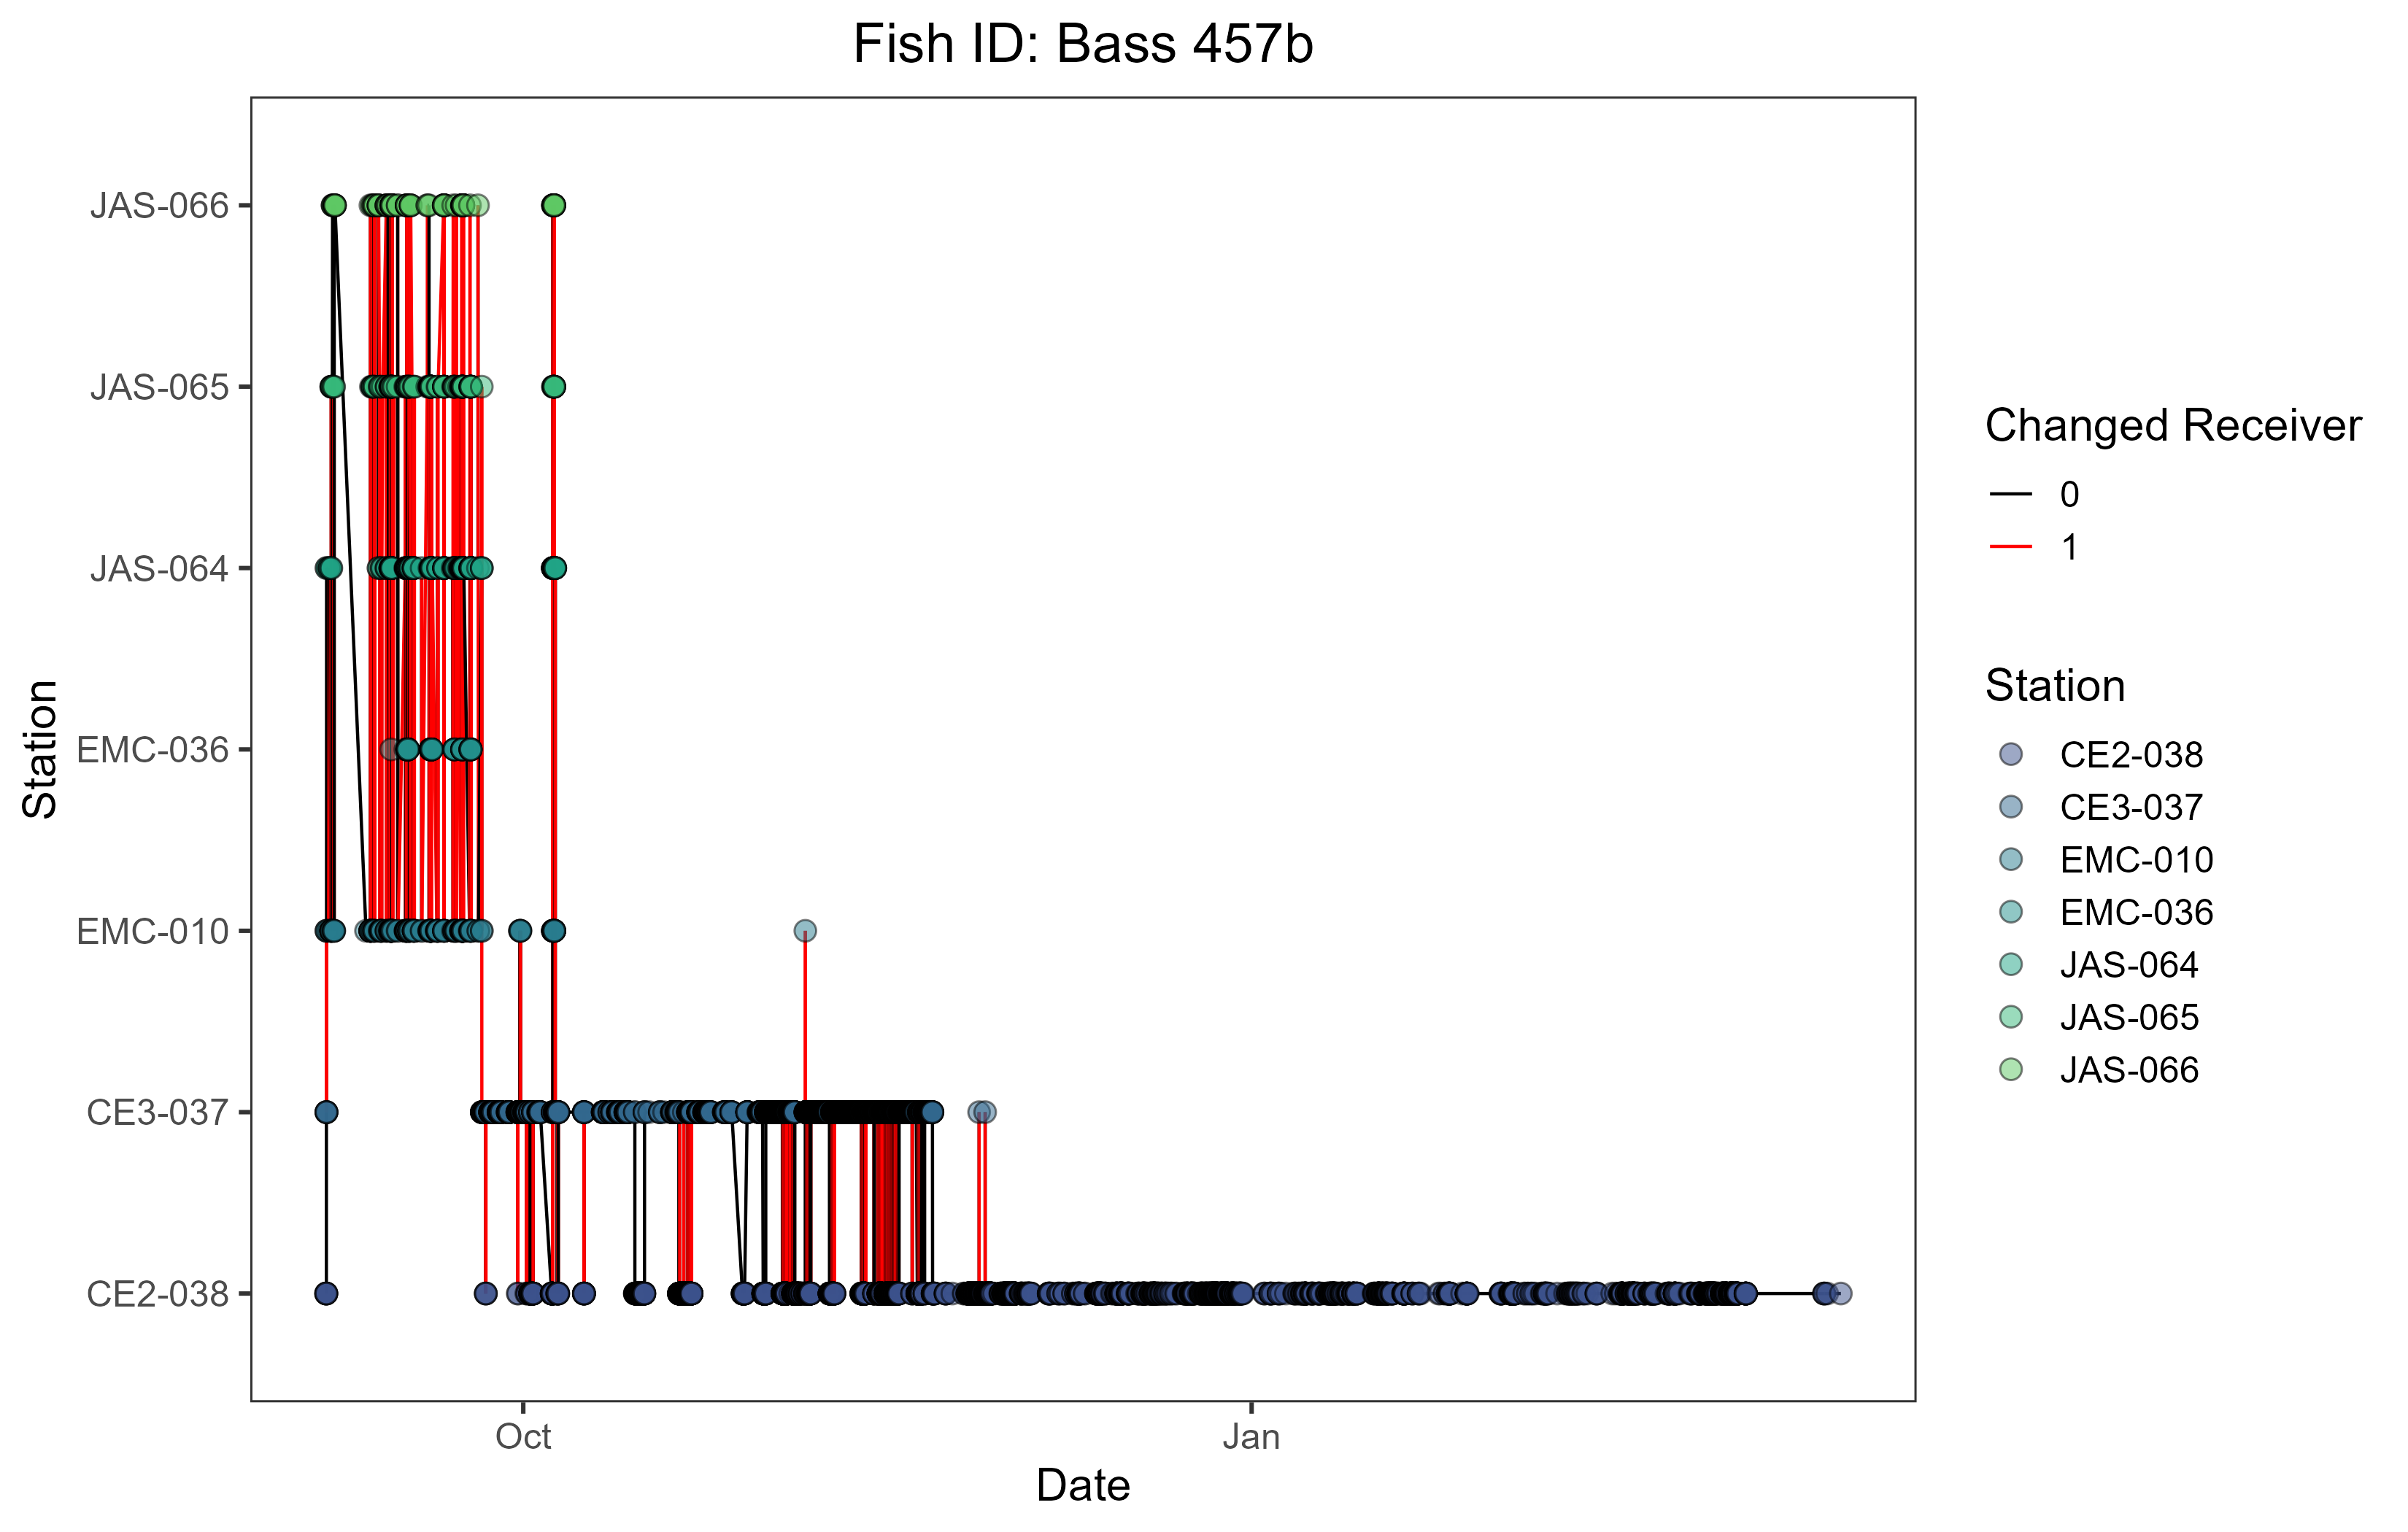 Fish ID: Bass 457b
Station
JAS-066
JAS-065
JAS-064
EMC-036
EMC-010
CE3-037
CE2-038
Oct
Jan
Date
Changed Receiver
0
1
Station
CE2-038
CE3-037
EMC-010
EMC-036
JAS-064
JAS-065
JAS-066